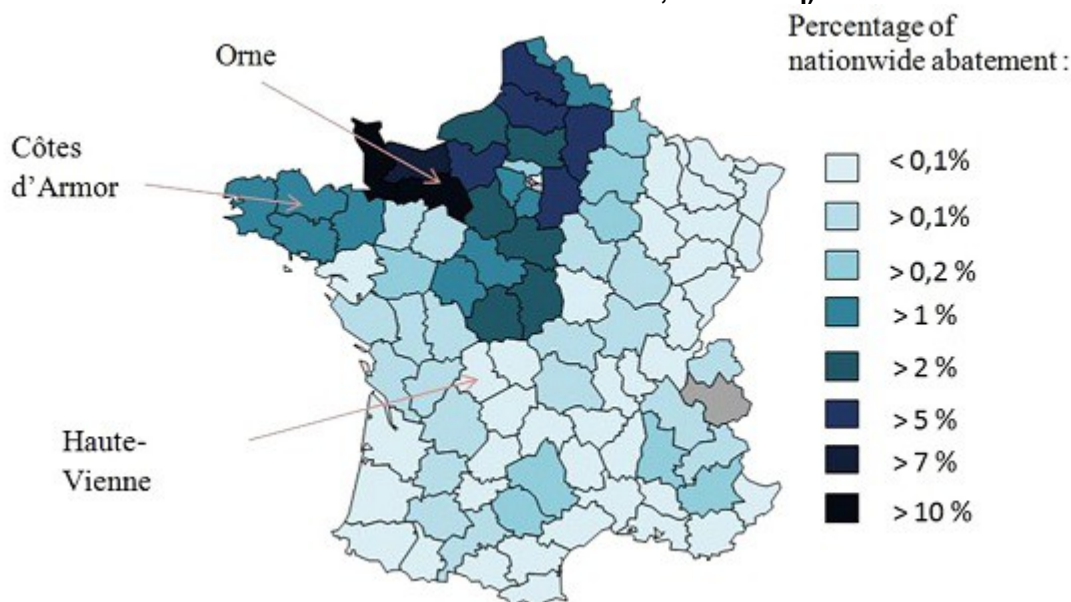 Percentage of
nationwide abatement :
Orne
Côtes
d'Armor
Haute-
Vienne
< 0,1%
> 0,1%
> 0,2 %
> 1 %
> 2 %
> 5 %
> 7 %
> 10 %